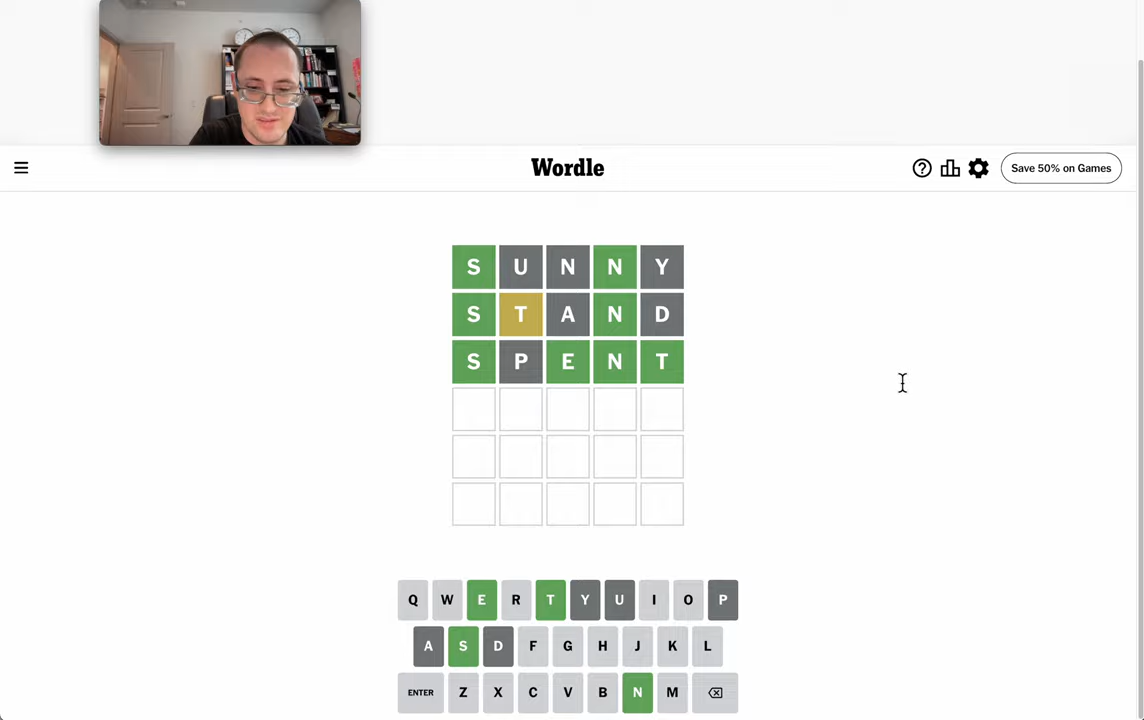 Wordle
Save 50% on Games
S U N N Y
S T A N D
S P E N T
Q W E R T Y U I O P
A S D F G H J K L
ENTER Z X C V B N M